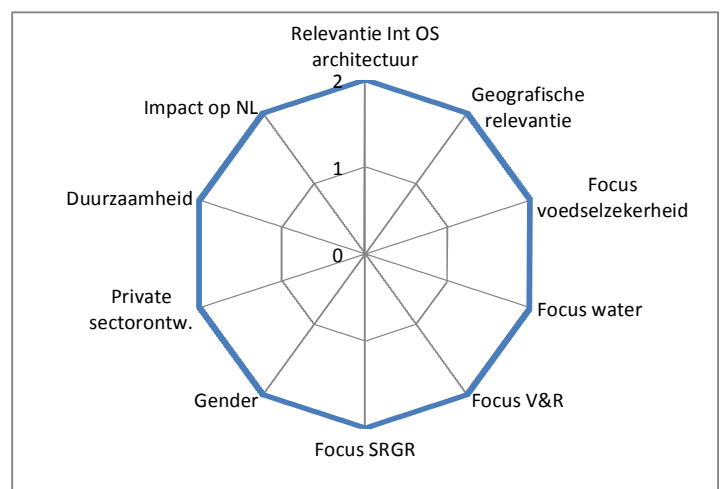 Relevantie Int OS
architectuur
Geografische
relevantie
Focus
voedselzekerheid
Focus water
Focus V&R
Focus SRGR
Gender
Private
sectorontw.
Duurzaamheid
Impact op NL
2
1
0